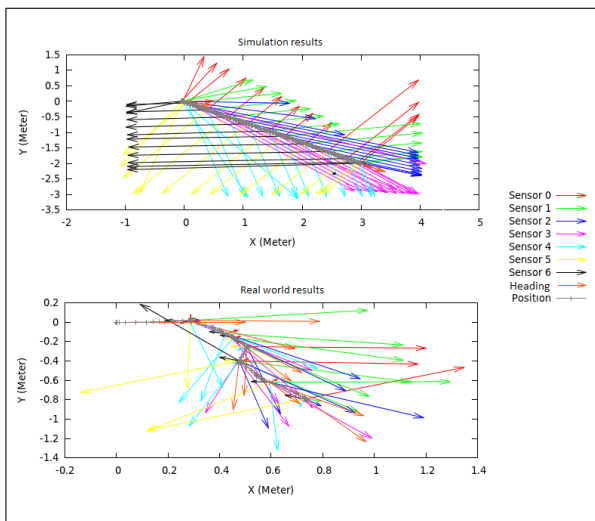 Simulation results
1.5
1
0.5
0
-0.5
-1
-1.5
-2
-2.5
-3
-3.5
Y (Meter)
-2 -1 0 1 2 3 4 5
X (Meter)
Sensor 0
Sensor 1
Sensor 2
Sensor 3
Sensor 4
Sensor 5
Sensor 6
Heading
Position
Real world results
0.2
0
-0.2
-0.4
-0.6
-0.8
-1
-1.2
-1.4
Y (Meter)
-0.2 0 0.2 0.4 0.6 0.8 1 1.2 1.4
X (Meter)